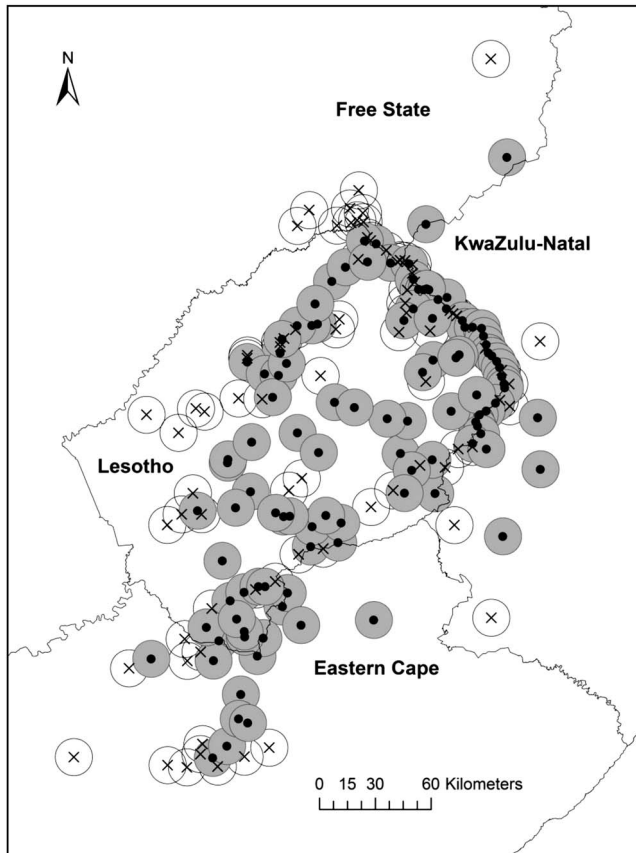 N
Free State
KwaZulu-Natal
Lesotho
Eastern Cape
0 15 30 60 Kilometers